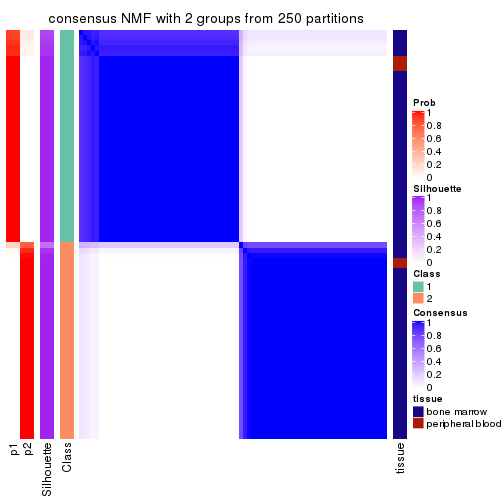 consensus NMF with 2 groups from 250 partitions
Prob
1
0.8
0.6
0.4
0.2
0
Silhouette
1
0.8
0.6
0.4
0.2
0
Class
1
2
Consensus
1
0.8
0.6
0.4
0.2
0
tissue
bone marrow
peripheral blood
p1
p2
Silhouette
Class
tissue